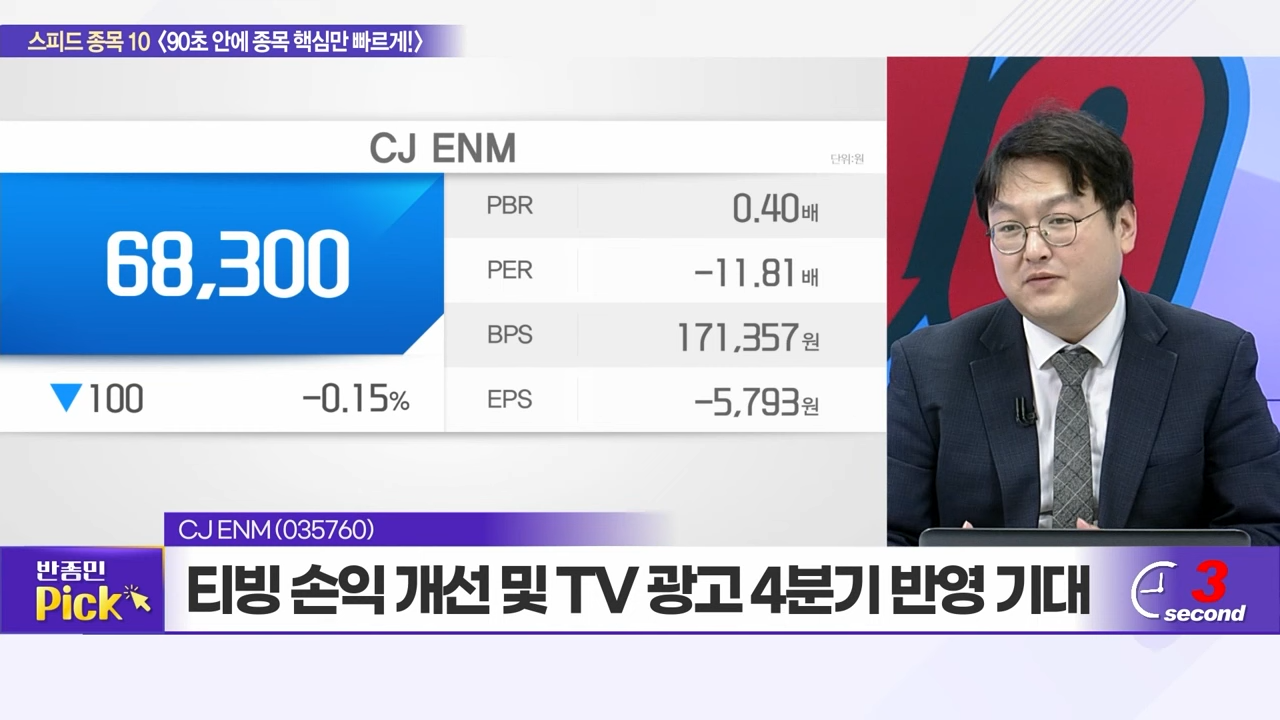 스피드 종목 10 〈90초 안에 종목 핵심만 빠르게!〉
CJ ENM
단위:원
68,300
▼100 -0.15%
PBR 0.40배
PER -11.81배
BPS 171,357원
EPS -5,793원
CJ ENM(035760)
반종민
Pick
티빙 손익 개선 및 TV 광고 4분기 반영 기대
3
second